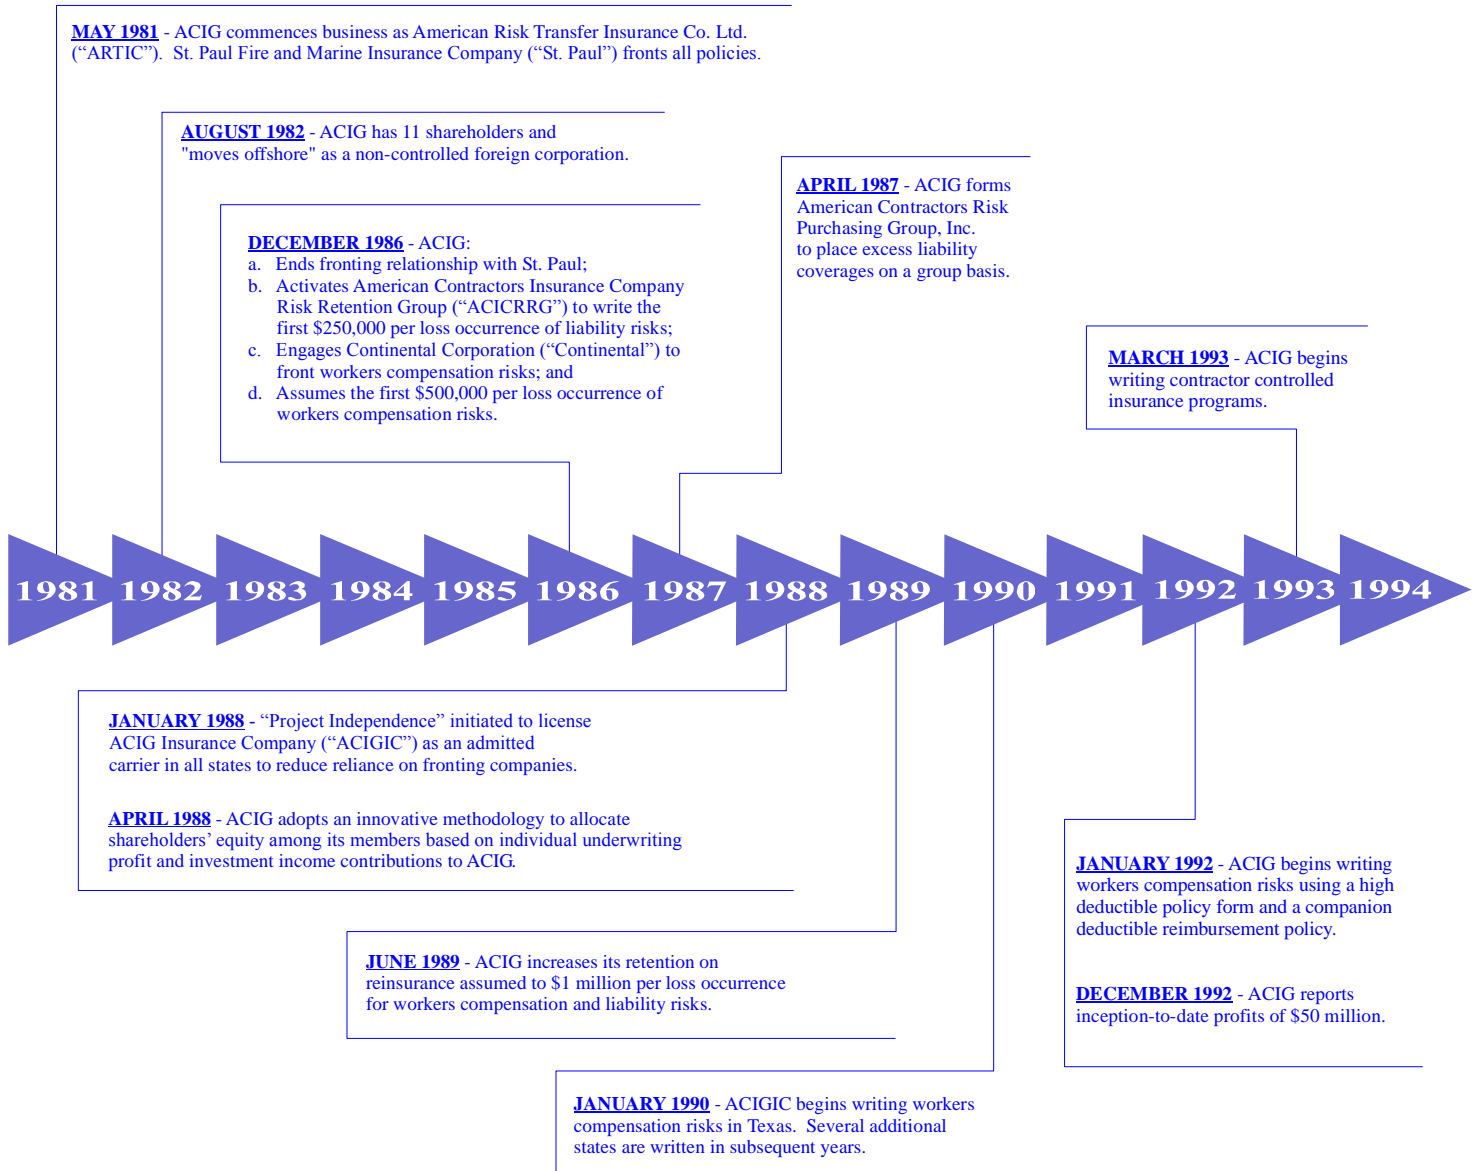 MAY 1981 - ACIG commences business as American Risk Transfer Insurance Co. Ltd.
(“ARTIC”).  St. Paul Fire and Marine Insurance Company (“St. Paul”) fronts all policies.
AUGUST 1982 - ACIG has 11 shareholders and
"moves offshore" as a non-controlled foreign corporation.
DECEMBER 1986 - ACIG:
a. Ends fronting relationship with St. Paul;
b. Activates American Contractors Insurance Company
Risk Retention Group (“ACICRRG”) to write the
first $250,000 per loss occurrence of liability risks;
c. Engages Continental Corporation (“Continental”) to
front workers compensation risks; and
d. Assumes the first $500,000 per loss occurrence of
workers compensation risks.
APRIL 1987 - ACIG forms
American Contractors Risk
Purchasing Group, Inc.
to place excess liability
coverages on a group basis.
MARCH 1993 - ACIG begins
writing contractor controlled
insurance programs.
1981 1982 1983 1984 1985 1986 1987 1988 1989 1990 1991 1992 1993 1994
JANUARY 1988 - “Project Independence” initiated to license
ACIG Insurance Company (“ACIGIC”) as an admitted
carrier in all states to reduce reliance on fronting companies.
APRIL 1988 - ACIG adopts an innovative methodology to allocate
shareholders’ equity among its members based on individual underwriting
profit and investment income contributions to ACIG.
JUNE 1989 - ACIG increases its retention on
reinsurance assumed to $1 million per loss occurrence
for workers compensation and liability risks.
JANUARY 1990 - ACIGIC begins writing workers
compensation risks in Texas.  Several additional
states are written in subsequent years.
JANUARY 1992 - ACIG begins writing
workers compensation risks using a high
deductible policy form and a companion
deductible reimbursement policy.
DECEMBER 1992 - ACIG reports
inception-to-date profits of $50 million.